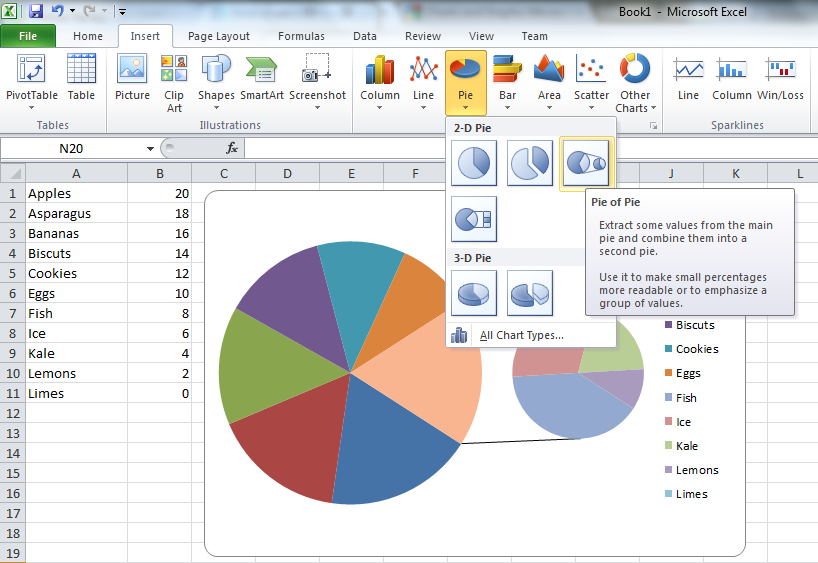 Book1 - Microsoft Excel
File Home Insert Page Layout Formulas Data Review View Team
PivotTable Table Picture Clip Art Shapes SmartArt Screenshot Column Line Pie Bar Area Scatter Other Charts Line Column Win/Loss
Tables Illustrations Sparklines
N20 fx
2-D Pie
Pie of Pie
Extract some values from the main
pie and combine them into a
second pie.
Use it to make small percentages
more readable or to emphasize a
group of values.
3-D Pie
All Chart Types...
A B C D E F J K L
1 Apples 20
2 Asparagus 18
3 Bananas 16
4 Biscuts 14
5 Cookies 12
6 Eggs 10
7 Fish 8
8 Ice 6
9 Kale 4
10 Lemons 2
11 Limes 0
12
13
14
15
16
17
18
19
Biscuts
Cookies
Eggs
Fish
Ice
Kale
Lemons
Limes